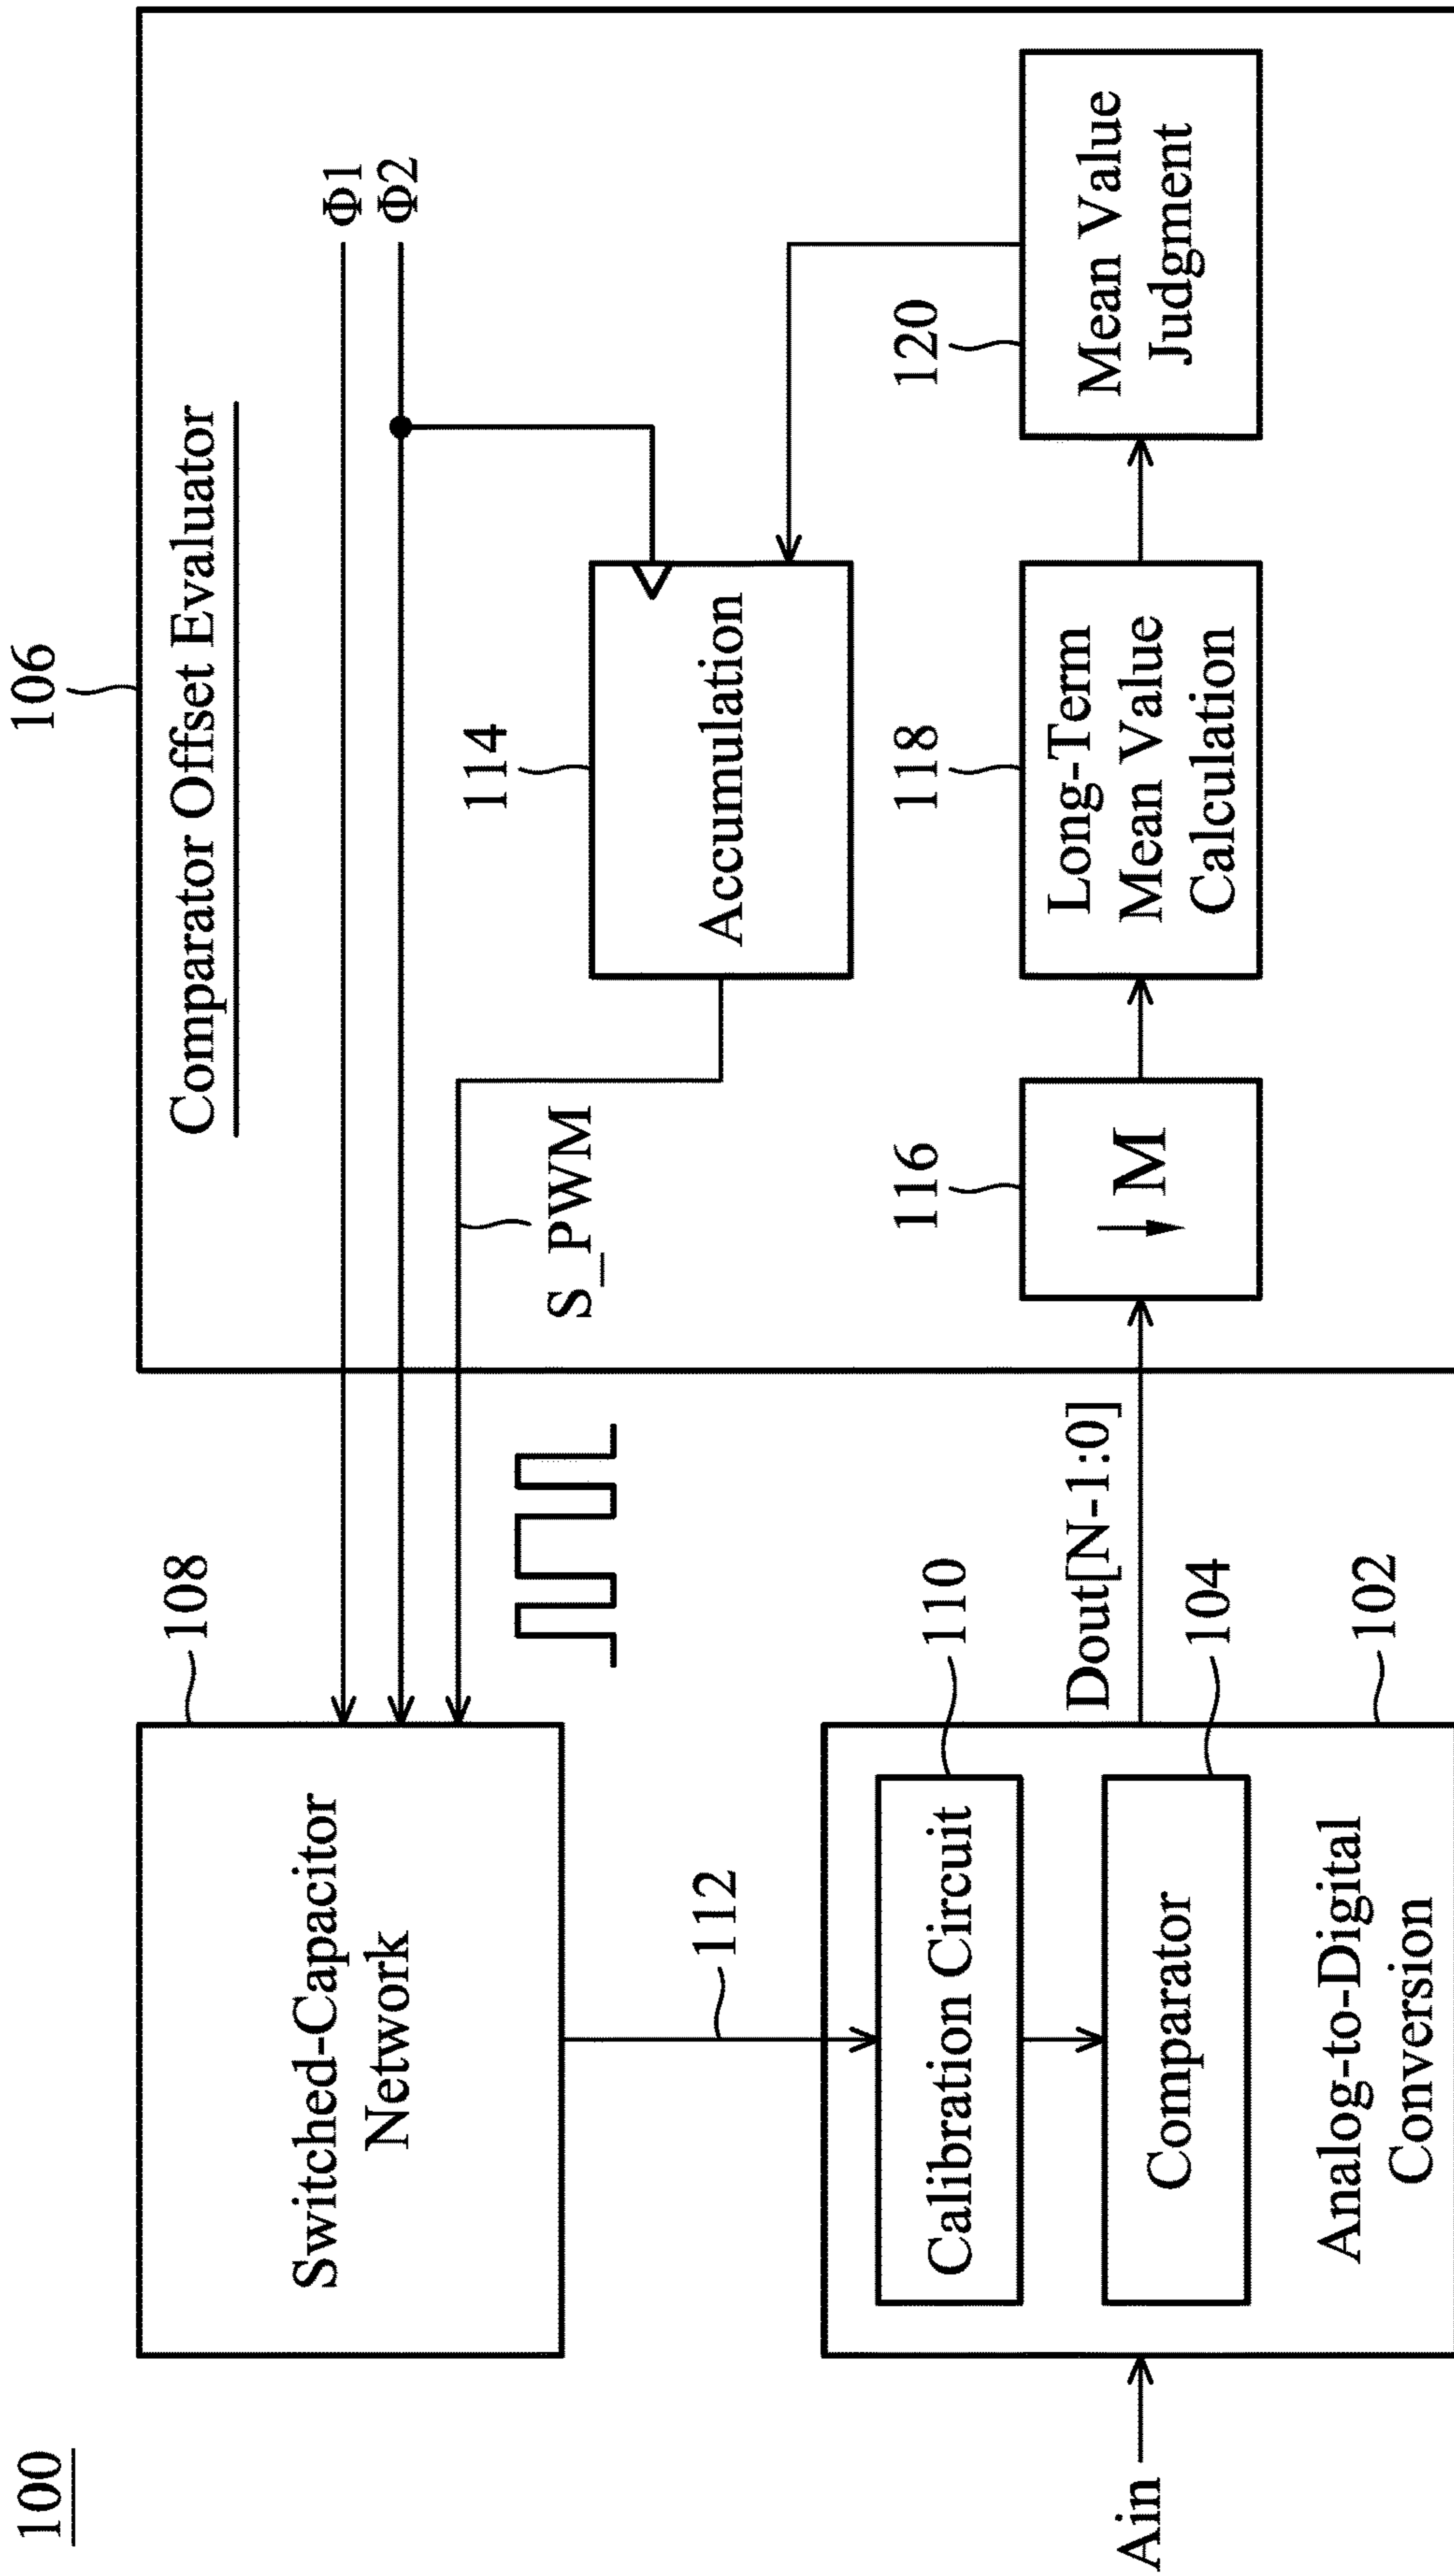 100
106
Comparator Offset Evaluator
108
Φ1
Φ2
Switched-Capacitor
Network
114
S_PWM
Accumulation
112
110
Calibration Circuit
104
Comparator
Analog-to-Digital
Conversion
102
Ain
Dout[N-1:0]
116
M
118
Long-Term
Mean Value
Calculation
120
Mean Value
Judgment